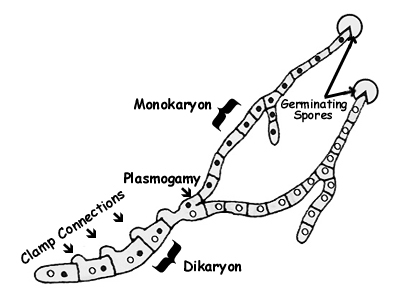 Monokaryon
Germinating
Spores
Plasmogamy
Clamp Connections
Dikaryon